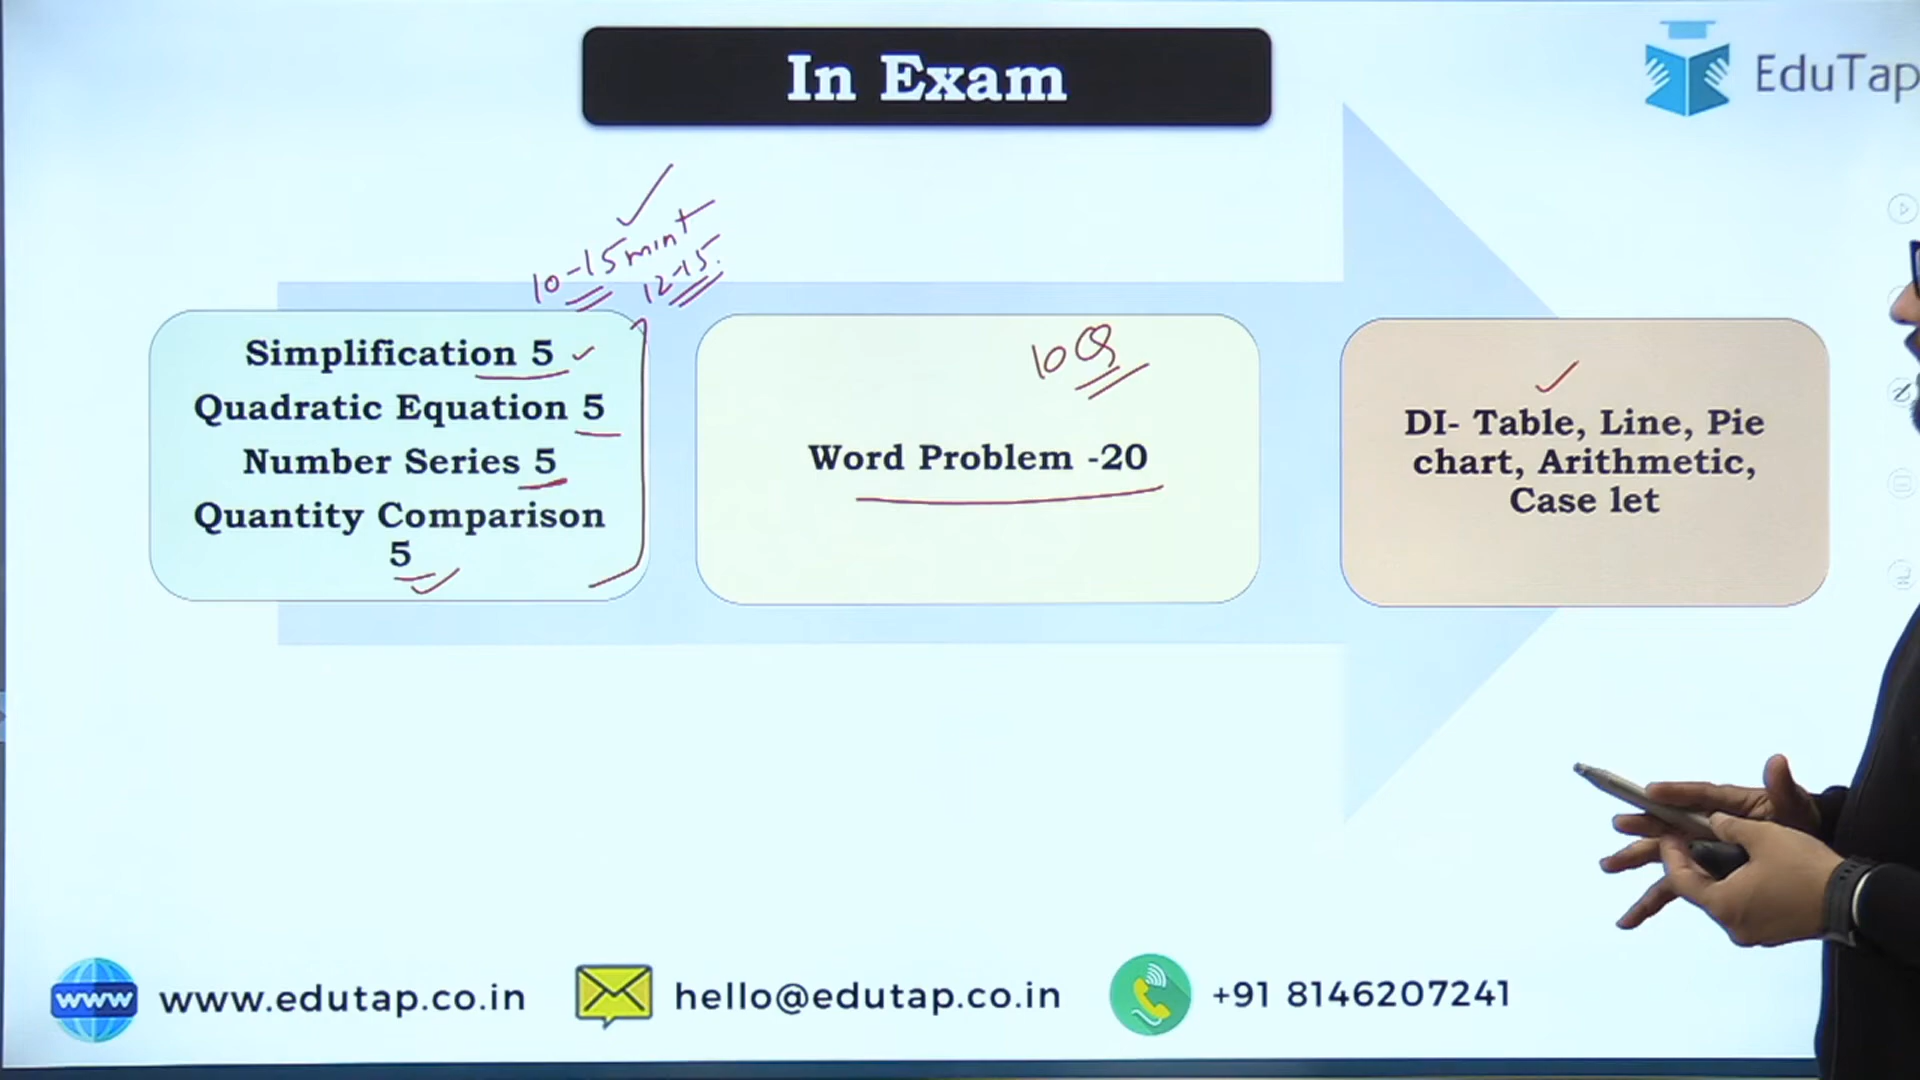 In Exam
EduTap
10-15 mint
12-15.
Simplification 5
Quadratic Equation 5
Number Series 5
Quantity Comparison
5
10Q
Word Problem -20
DI- Table, Line, Pie
chart, Arithmetic,
Case let
www
www.edutap.co.in
hello@edutap.co.in
+91 8146207241